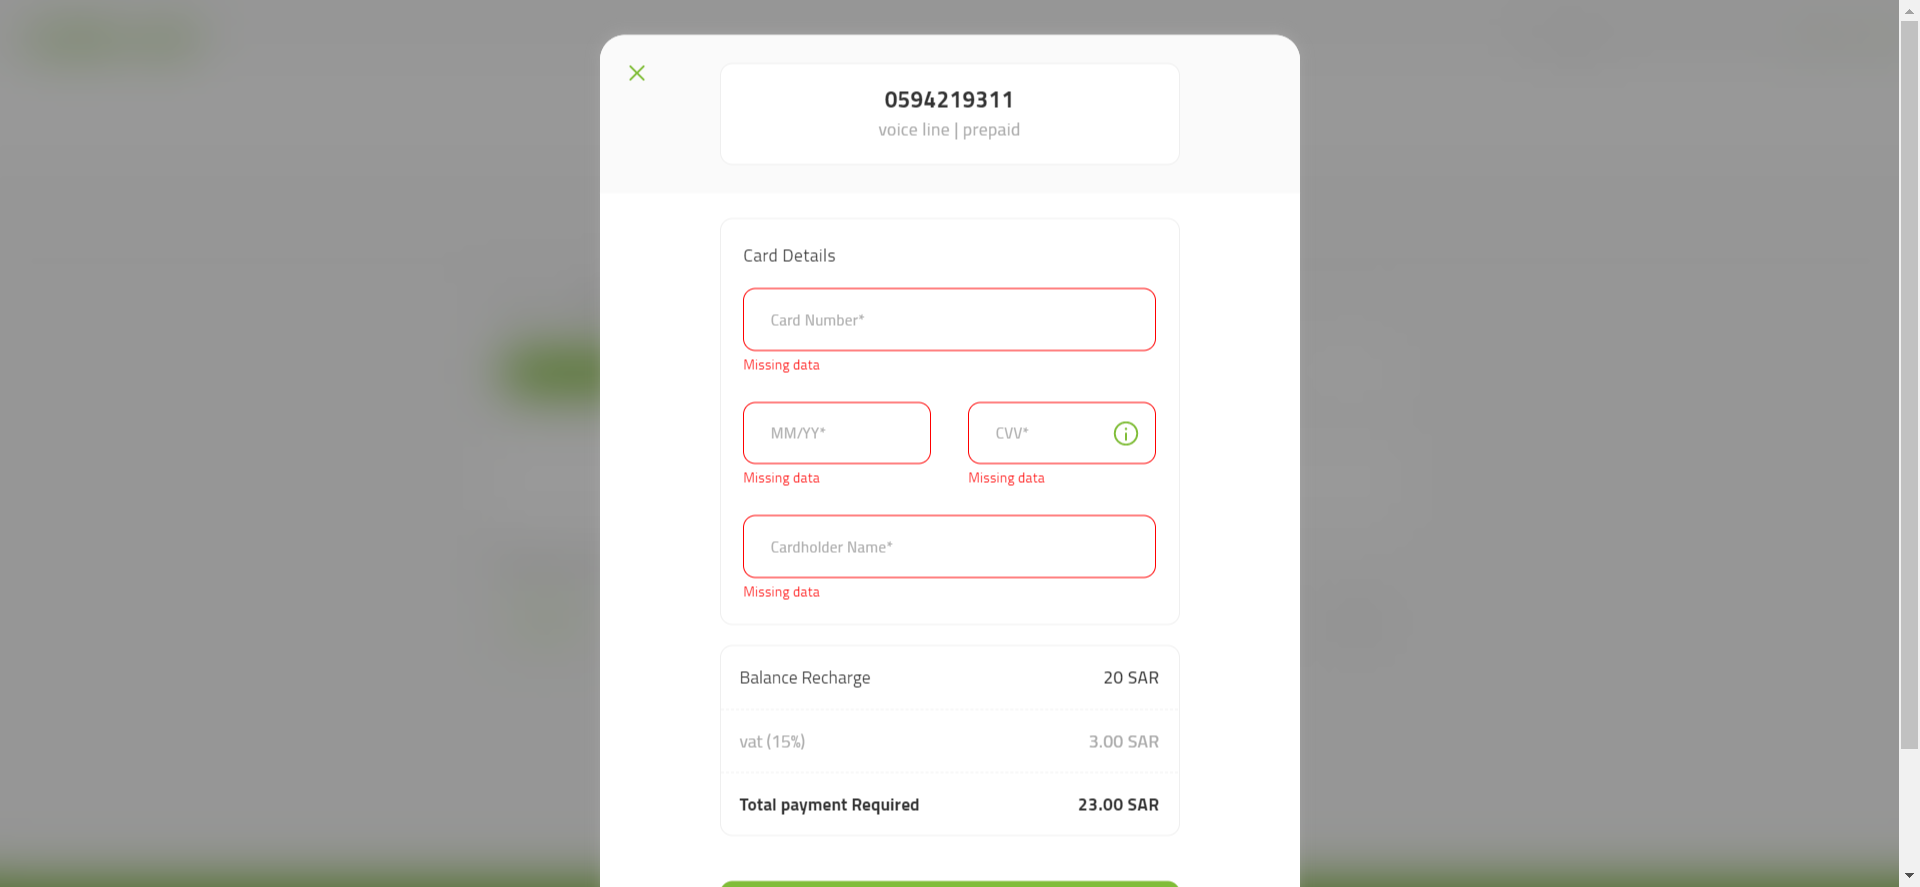 0594219311
voice line | prepaid
Card Details
Card Number*
Missing data
MM/YY*
CVV*
Missing data
Missing data
Cardholder Name*
Missing data
Balance Recharge 20 SAR
vat (15%) 3.00 SAR
Total payment Required 23.00 SAR